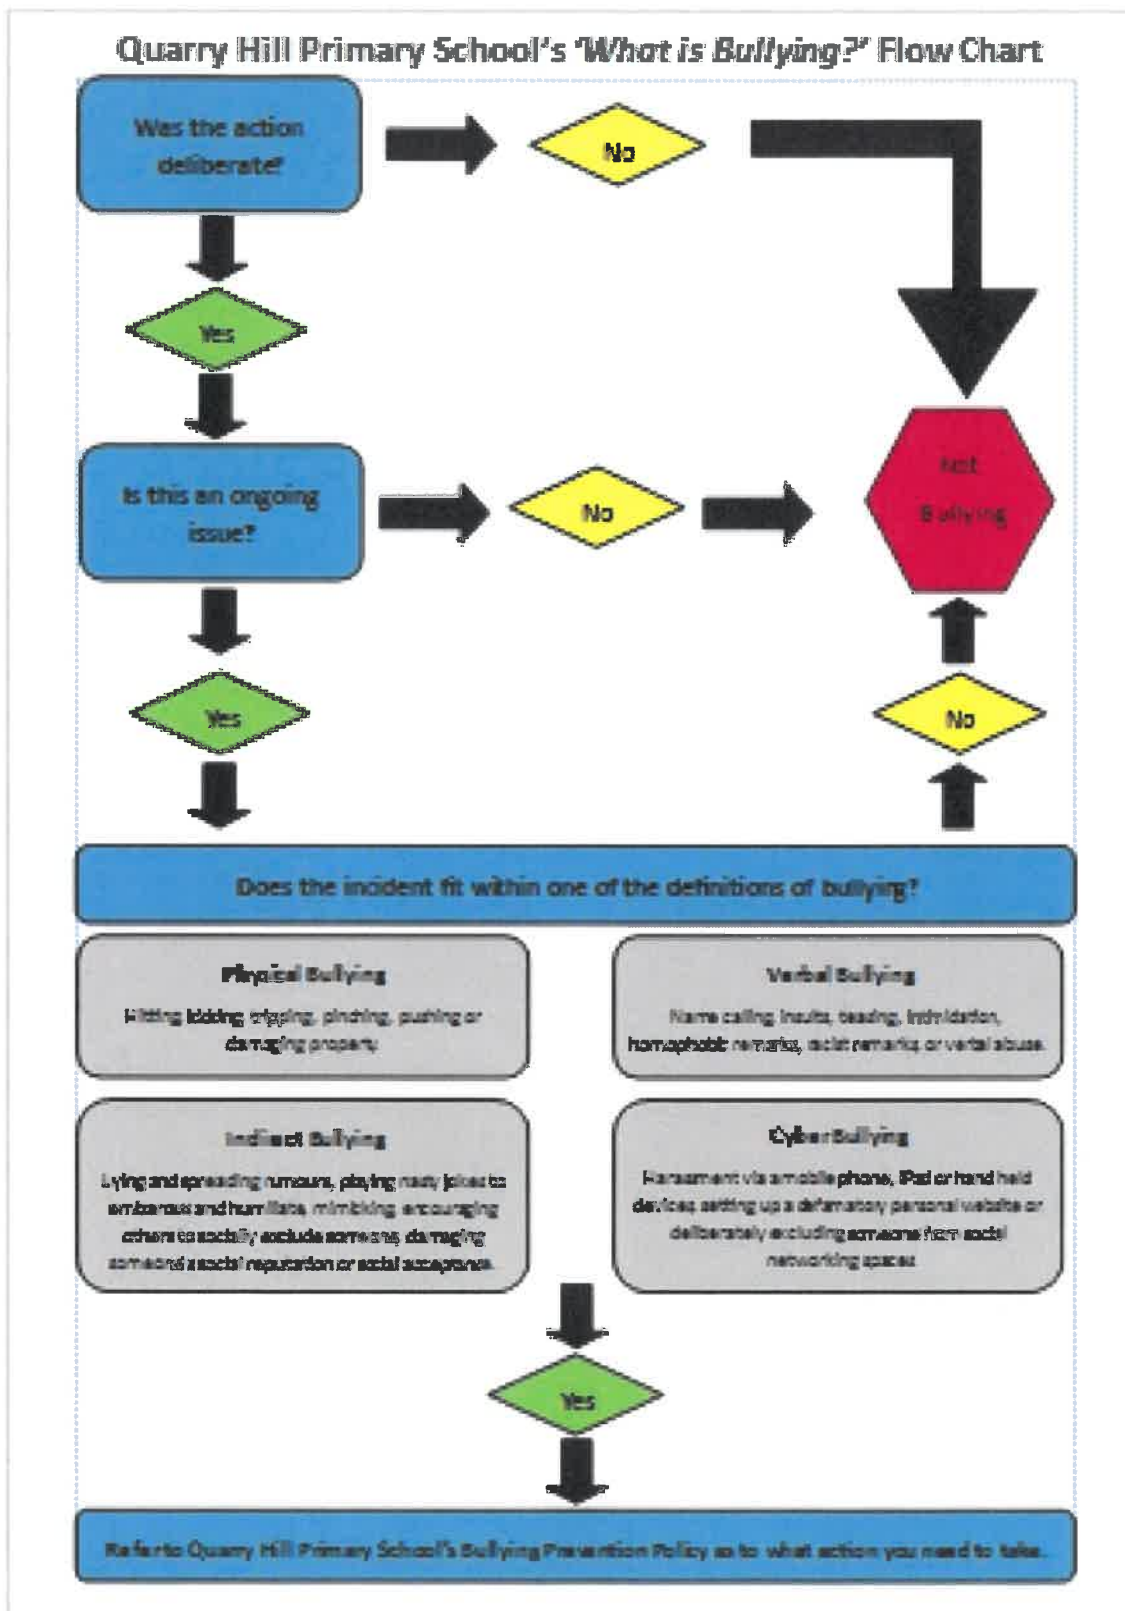 Quarry Hill Primary School's 'What is Bullying?' Flow Chart
Was the action
deliberate?
No
Yes
Is this an ongoing
issue?
No
Not
Bullying
Yes
No
Does the incident fit within one of the definitions of bullying?
Physical Bullying
Hitting, kicking, tripping, pinching, pushing or
damaging property.
Verbal Bullying
Name calling, insults, teasing, intimidation,
homophobic remarks, racist remarks, or verbal abuse.
Indirect Bullying
Lying and spreading rumours, playing nasty jokes to
embarrass and humiliate, mimicking, encouraging
others to socially exclude someone, damaging
someone's social reputation or social acceptance.
Cyber Bullying
Harassment via a mobile phone, iPad or hand held
devices, setting up a defamatory personal website or
deliberately excluding someone from social
networking spaces
Yes
Refer to Quarry Hill Primary School's Bullying Prevention Policy as to what action you need to take.